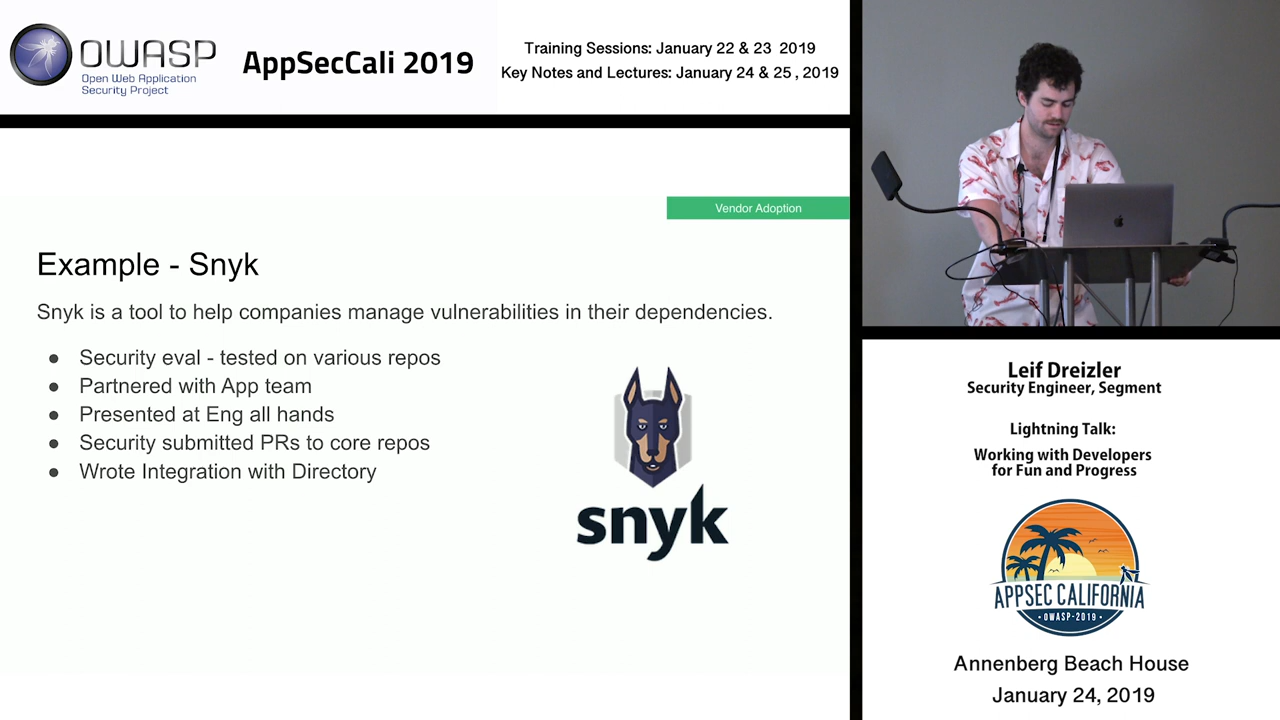 OWASP
Open Web Application
Security Project
AppSecCali 2019
Training Sessions: January 22 & 23 2019
Key Notes and Lectures: January 24 & 25 , 2019
Vendor Adoption
Example - Snyk
Snyk is a tool to help companies manage vulnerabilities in their dependencies.
● Security eval - tested on various repos
● Partnered with App team
● Presented at Eng all hands
● Security submitted PRs to core repos
● Wrote Integration with Directory
snyk
Leif Dreizler
Security Engineer, Segment
Lightning Talk:
Working with Developers
for Fun and Progress
APPSEC CALIFORNIA
• OWASP-2019 •
Annenberg Beach House
January 24, 2019